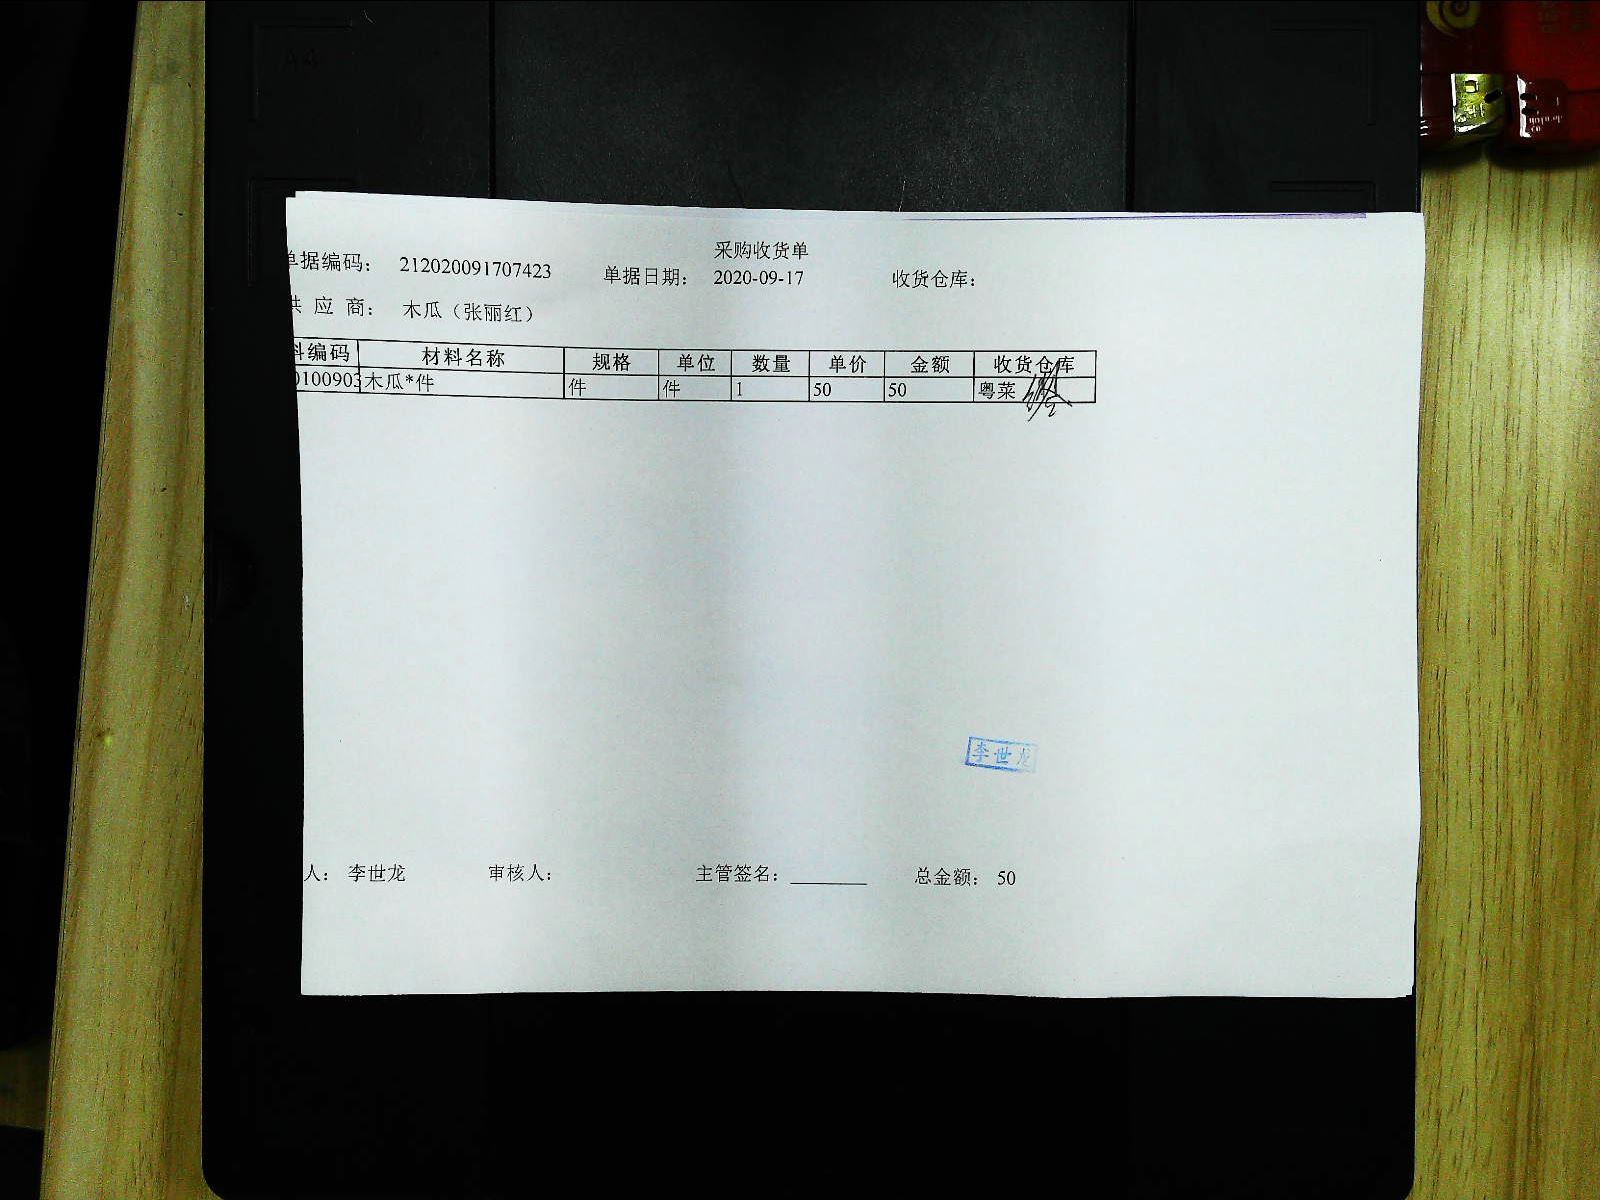 采购收货单
单据编码： 212020091707423 单据日期： 2020-09-17 收货仓库：
供 应 商： 木瓜（张丽红）
料编码 材料名称 规格 单位 数量 单价 金额 收货仓库
0100903 木瓜*件 件 件 1 50 50 粤菜
李世龙
人： 李世龙 审核人： 主管签名：________ 总金额： 50